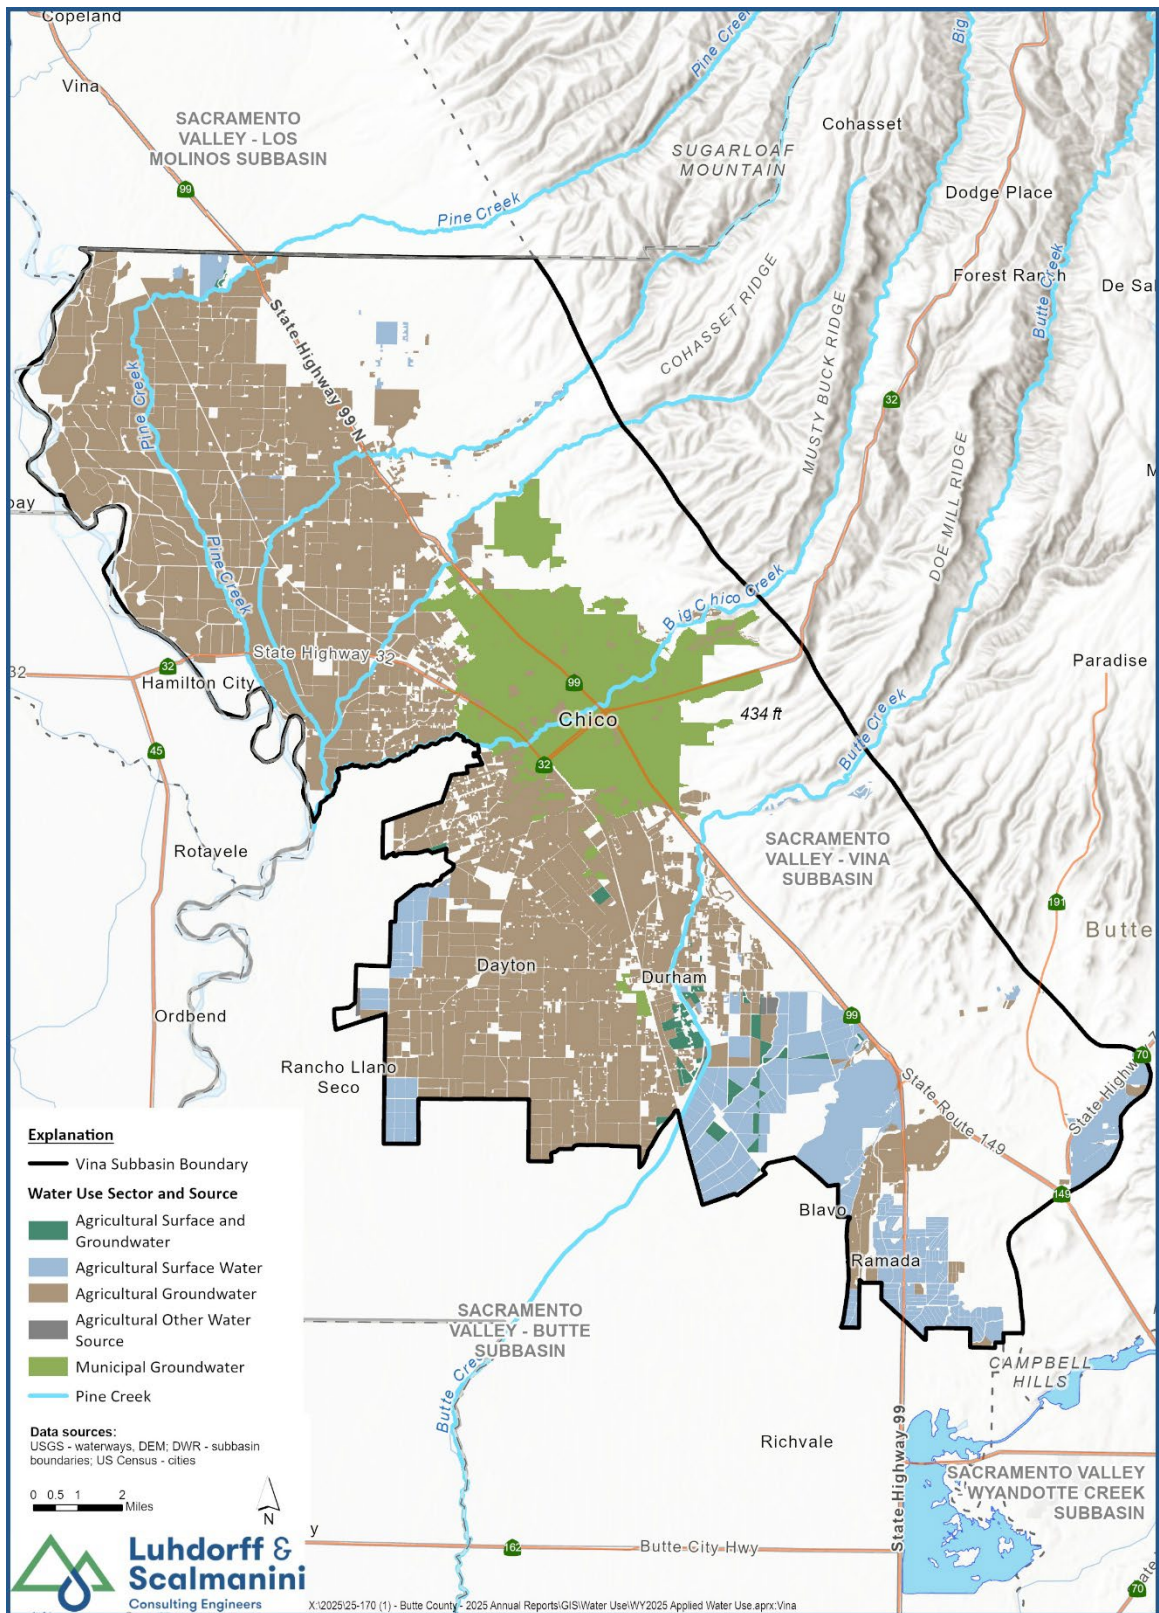 Copeland
Vina
SACRAMENTO
VALLEY - LOS
MOLINOS SUBBASIN
99
Pine Creek
Pine Creek
Big
Cohasset
SUGARLOAF
MOUNTAIN
Dodge Place
Forest Ranch
De Sal
Butte Creek
COHASSET RIDGE
MUSTY BUCK RIDGE
32
DOE MILL RIDGE
State Highway 99 N
Pine Creek
Pine Creek
Big Chico Creek
State Highway 32
32
32
Hamilton City
45
99
Chico
434 ft
32
Paradise
Butte Creek
Rotavele
SACRAMENTO
VALLEY - VINA
SUBBASIN
191
Butte
Dayton
Durham
Ordbend
99
Rancho Llano
Seco
70
State Highway 7
State Route 149
149
Blavo
Ramada
Explanation
Vina Subbasin Boundary
Water Use Sector and Source
Agricultural Surface and
Groundwater
Agricultural Surface Water
Agricultural Groundwater
Agricultural Other Water
Source
Municipal Groundwater
Pine Creek
Data sources:
USGS - waterways, DEM; DWR - subbasin
boundaries; US Census - cities
0 0.5 1 2
Miles
N
SACRAMENTO
VALLEY - BUTTE
SUBBASIN
Butte Creek
CAMPBELL
HILLS
Richvale
State Highway 99
SACRAMENTO VALLEY
- WYANDOTTE CREEK
SUBBASIN
y
162
Butte City Hwy
70
Luhdorff &
Scalmanini
Consulting Engineers
X:\2025\25-170 (1) - Butte County - 2025 Annual Reports\GIS\Water Use\WY2025 Applied Water Use.aprx:Vina